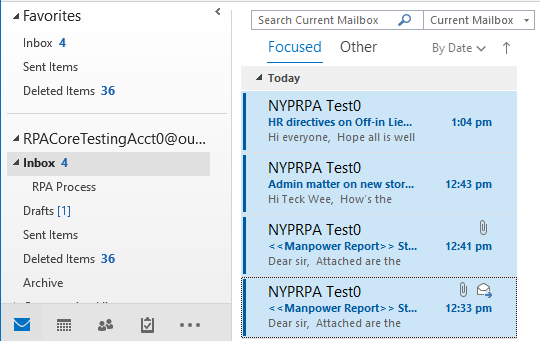 Favorites
Inbox 4
Sent Items
Deleted Items 36
RPACoreTestingAcct0@ou...
Inbox 4
RPA Process
Drafts [1]
Sent Items
Deleted Items 36
Archive
Search Current Mailbox
Current Mailbox
Focused Other By Date
Today
NYPRPA Test0
HR directives on Off-in Lie... 1:04 pm
Hi everyone, Hope all is well
NYPRPA Test0
Admin matter on new stor... 12:43 pm
Hi Teck Wee, How's the
NYPRPA Test0
<<Manpower Report>> St... 12:41 pm
Dear sir, Attached are the
NYPRPA Test0
<<Manpower Report>> St... 12:33 pm
Dear sir, Attached are the